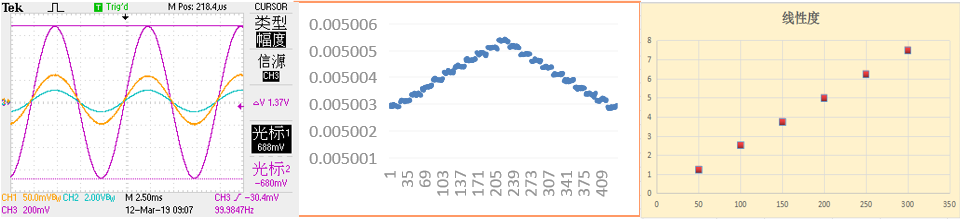 Tek T Trig'd M Pos: 218.4us CURSOR
类型
幅度
信源
CH3
△V 1.37V
光标1
688mV
光标2
-680mV
CH1 50.0mVBw CH2 2.00VBw M 2.50ms CH3 -30.4mV
CH3 200mV 12-Mar-19 09:07 99.9847Hz
0.005006
0.005005
0.005004
0.005003
0.005002
0.005001
1 35 69 103 137 171 205 239 273 307 341 375 409
线性度
8
7
6
5
4
3
2
1
0
0 50 100 150 200 250 300 350